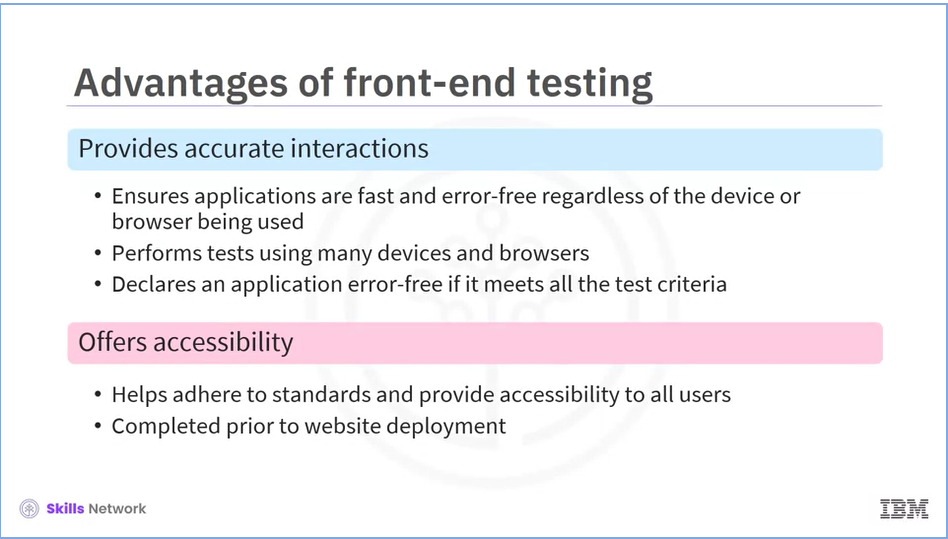 Advantages of front-end testing
Provides accurate interactions
• Ensures applications are fast and error-free regardless of the device or
browser being used
• Performs tests using many devices and browsers
• Declares an application error-free if it meets all the test criteria
Offers accessibility
• Helps adhere to standards and provide accessibility to all users
• Completed prior to website deployment
Skills Network
IBM